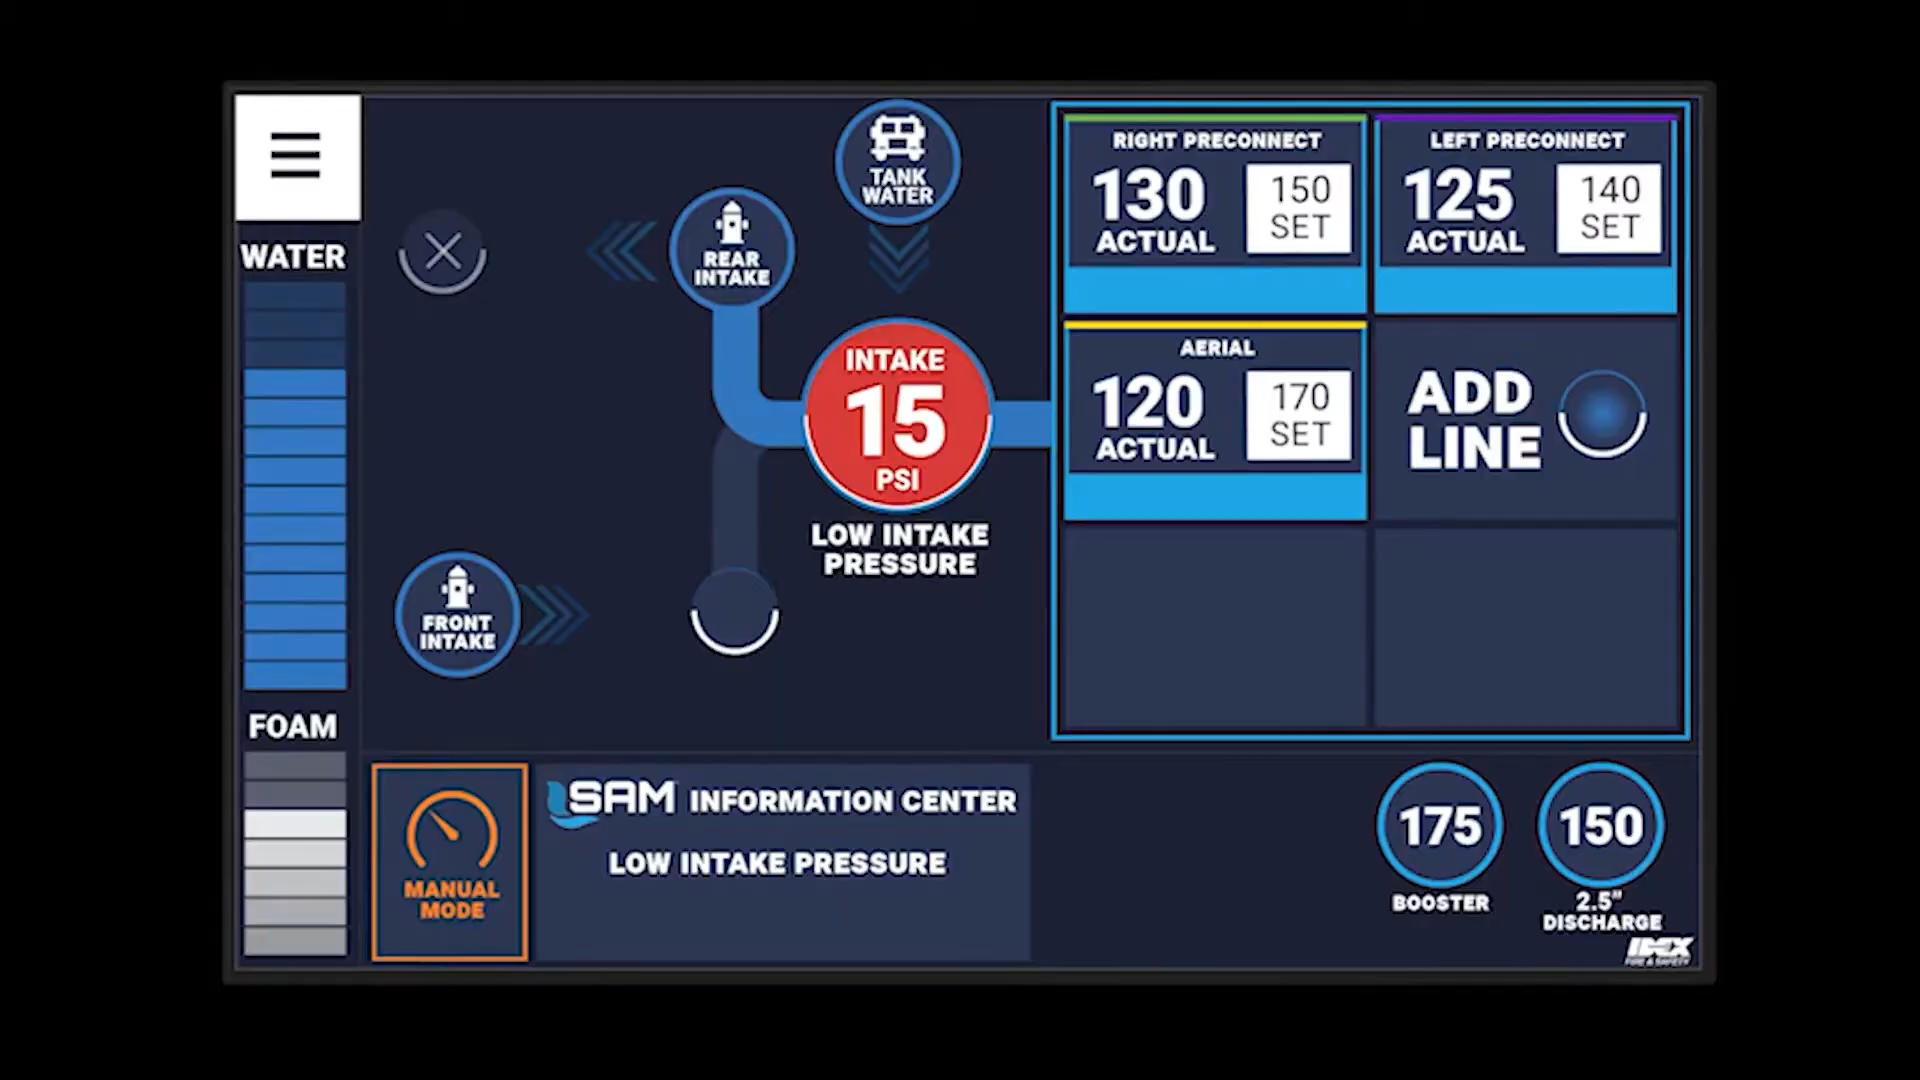 WATER
FOAM
TANK
WATER
REAR
INTAKE
INTAKE
15
PSI
LOW INTAKE
PRESSURE
FRONT
INTAKE
RIGHT PRECONNECT
130
ACTUAL
150
SET
LEFT PRECONNECT
125
ACTUAL
140
SET
AERIAL
120
ACTUAL
170
SET
ADD
LINE
MANUAL
MODE
SAM INFORMATION CENTER
LOW INTAKE PRESSURE
175
BOOSTER
150
2.5"
DISCHARGE
IDEX
FIRE & SAFETY